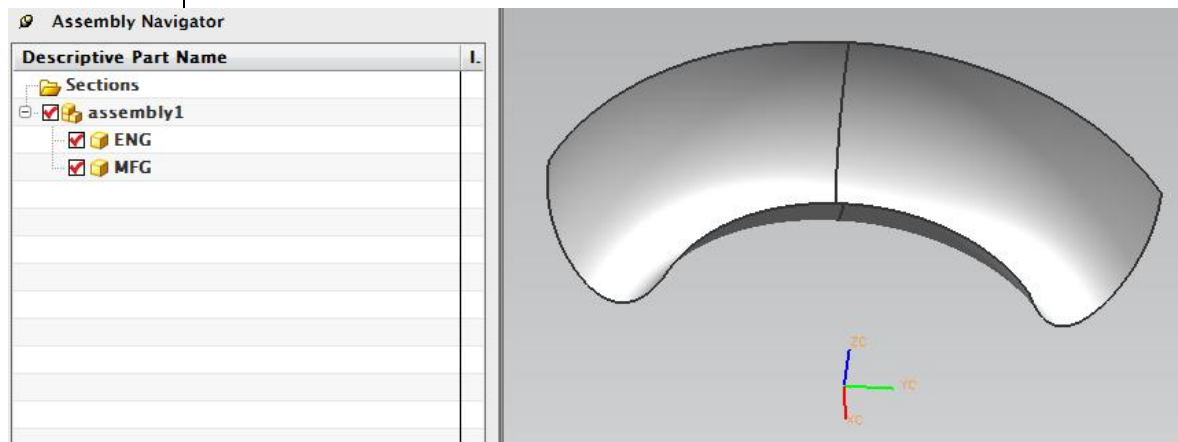 Assembly Navigator
Descriptive Part Name I.
Sections
assembly1
ENG
MFG
ZC
YC
XC